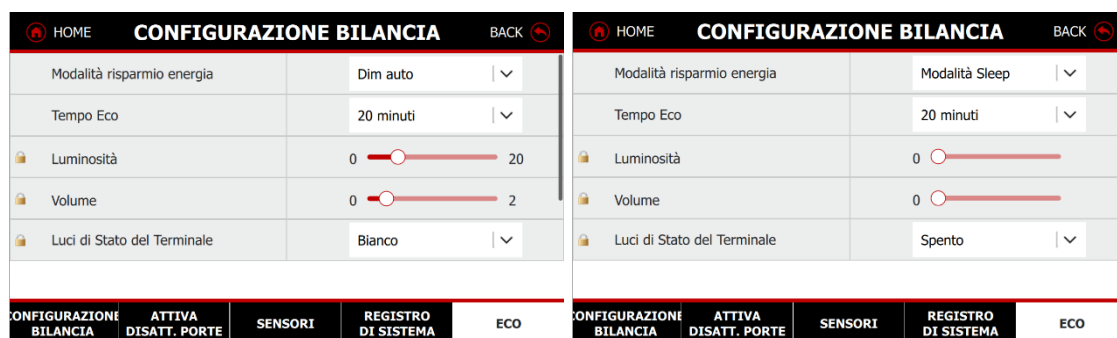 HOME CONFIGURAZIONE BILANCIA BACK
Modalità risparmio energia Dim auto
Tempo Eco 20 minuti
Luminosità 0 20
Volume 0 2
Luci di Stato del Terminale Bianco
CONFIGURAZIONE BILANCIA
ATTIVA DISATT. PORTE
SENSORI
REGISTRO DI SISTEMA
ECO
HOME CONFIGURAZIONE BILANCIA BACK
Modalità risparmio energia Modalità Sleep
Tempo Eco 20 minuti
Luminosità 0
Volume 0
Luci di Stato del Terminale Spento
CONFIGURAZIONE BILANCIA
ATTIVA DISATT. PORTE
SENSORI
REGISTRO DI SISTEMA
ECO